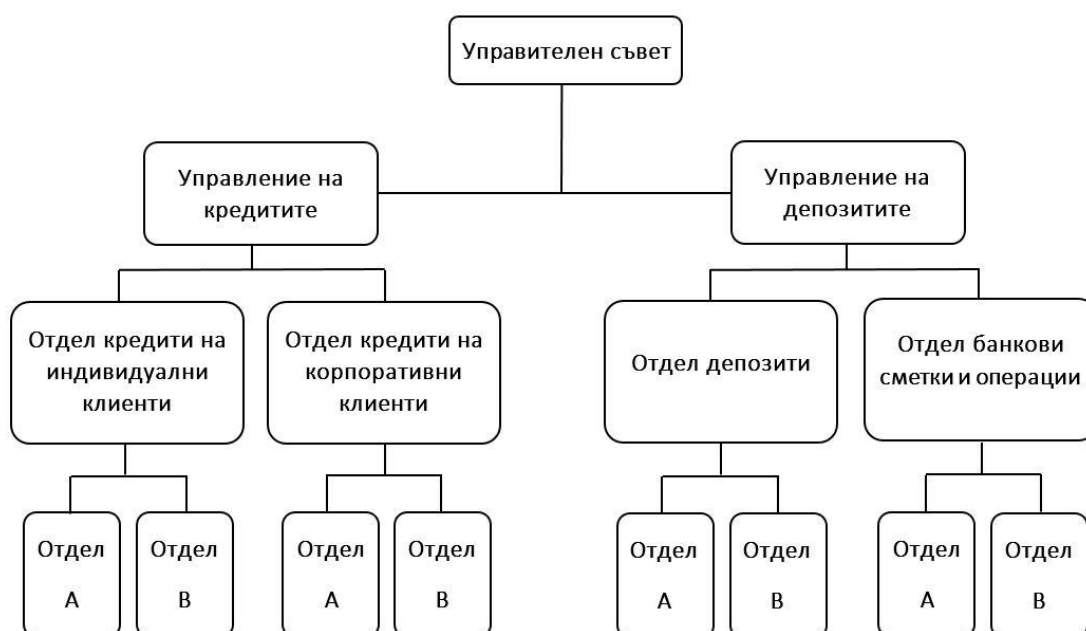 Управителен съвет
Управление на
кредитите
Управление на
депозитите
Отдел кредити на
индивидуални
клиенти
Отдел кредити на
корпоративни
клиенти
Отдел депозити
Отдел банкови
сметки и операции
Отдел
А
Отдел
В
Отдел
А
Отдел
В
Отдел
А
Отдел
В
Отдел
А
Отдел
В